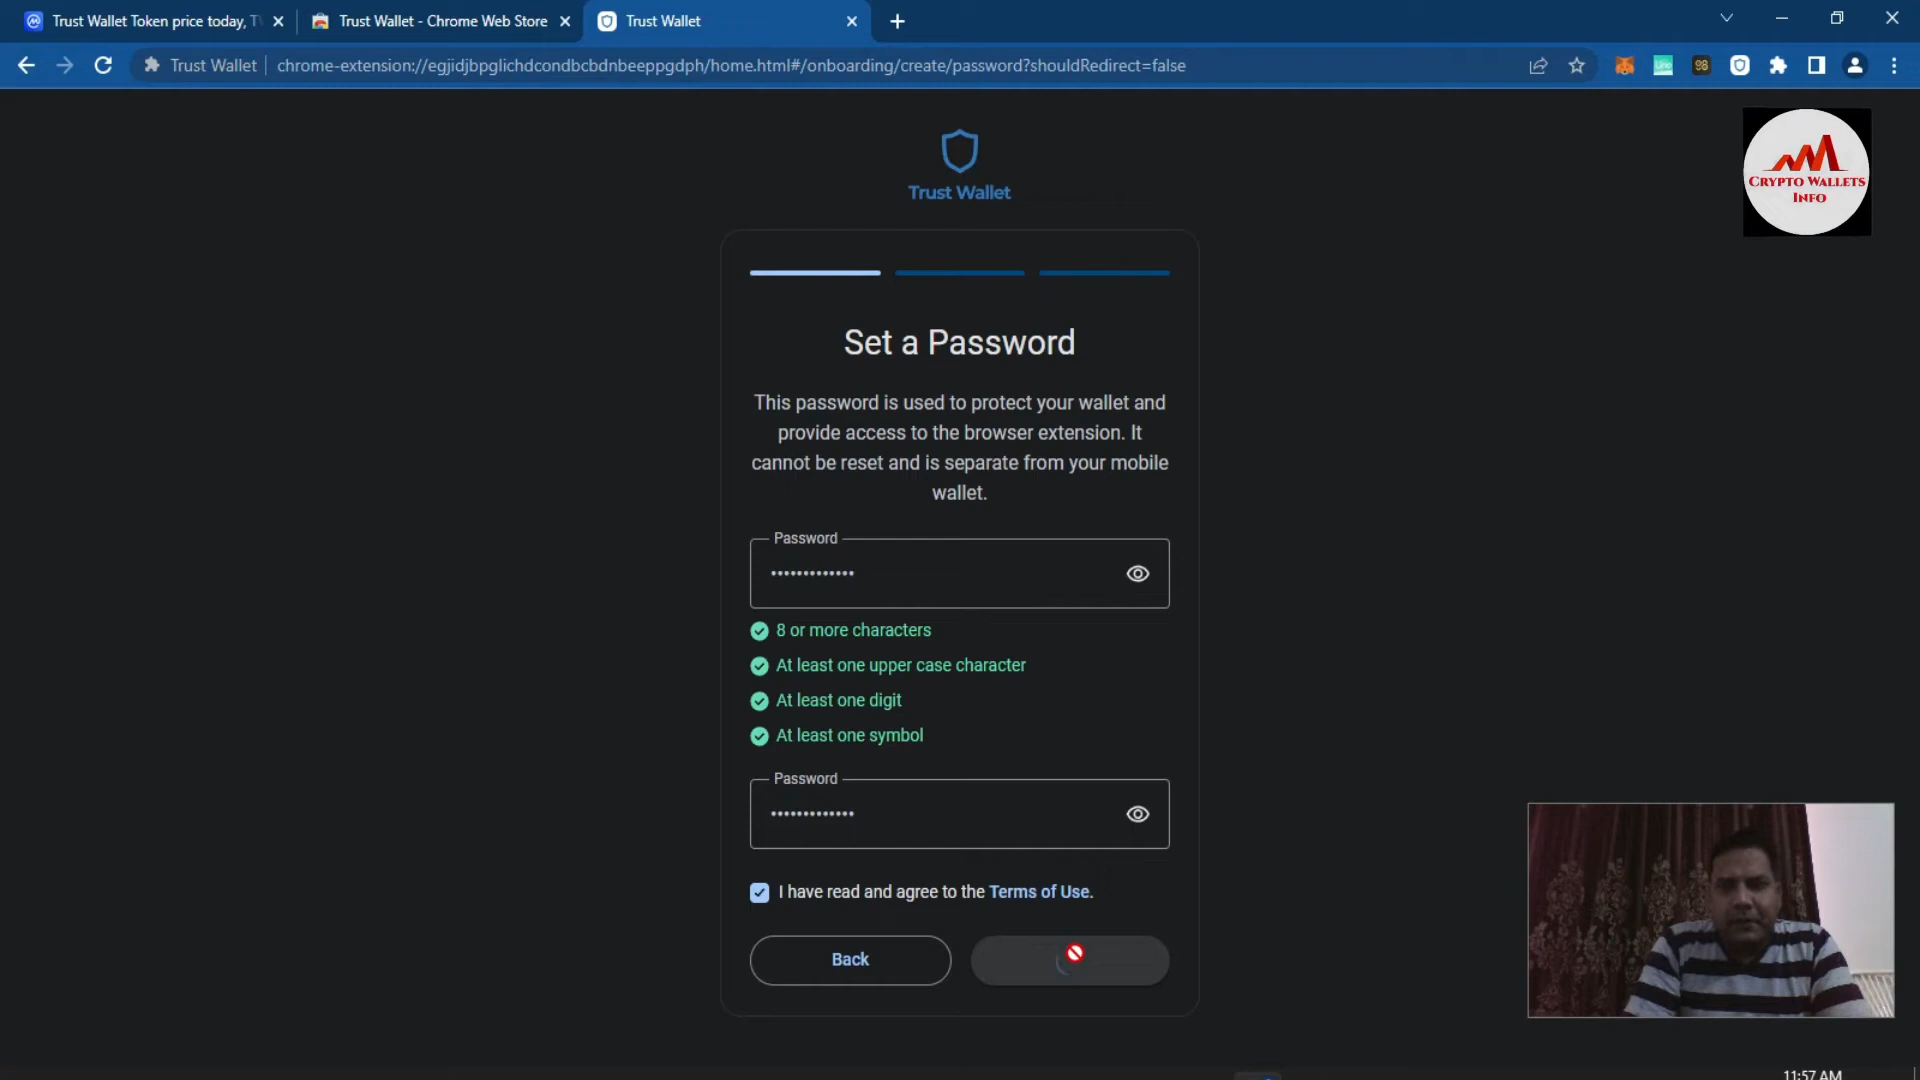 Trust Wallet Token price today, T
Trust Wallet - Chrome Web Store
Trust Wallet
Trust Wallet
chrome-extension://egjidjbpglichdcondbcbdnbeeppgdph/home.html#/onboarding/create/password?shouldRedirect=false
98
Trust Wallet
CRYPTO WALLETS
INFO
Set a Password
This password is used to protect your wallet and
provide access to the browser extension. It
cannot be reset and is separate from your mobile
wallet.
Password
•••••••••••••
8 or more characters
At least one upper case character
At least one digit
At least one symbol
Password
•••••••••••••
I have read and agree to the Terms of Use.
Back
11:57 AM